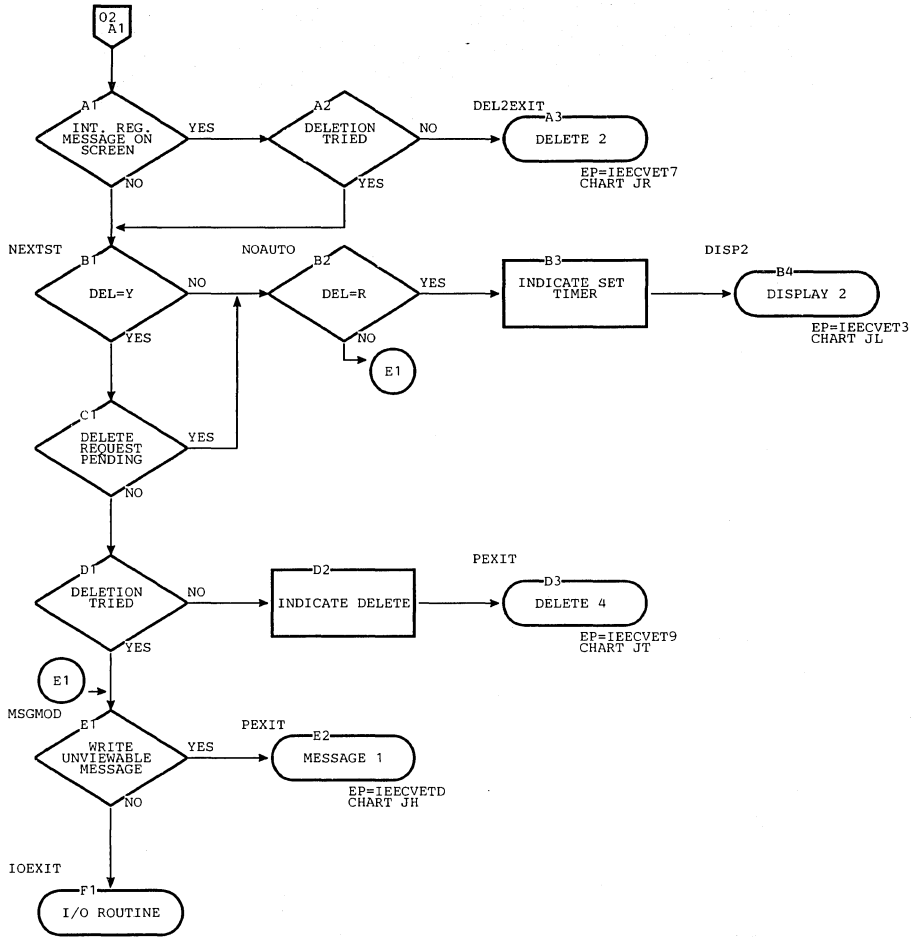 02
A1
A1
INT. REG.
MESSAGE ON
SCREEN
YES
NO
A2
DELETION
TRIED
NO
YES
DEL2EXIT
A3
DELETE 2
EP=IEECVET7
CHART JR
NEXTST
B1
DEL=Y
NO
YES
NOAUTO
B2
DEL=R
YES
NO
E1
B3
INDICATE SET
TIMER
DISP2
B4
DISPLAY 2
EP=IEECVET3
CHART JL
C1
DELETE
REQUEST
PENDING
YES
NO
D1
DELETION
TRIED
NO
YES
D2
INDICATE DELETE
PEXIT
D3
DELETE 4
EP=IEECVET9
CHART JT
E1
MSGMOD
E1
WRITE
UNVIEWABLE
MESSAGE
YES
NO
PEXIT
E2
MESSAGE 1
EP=IEECVETD
CHART JH
IOEXIT
F1
I/O ROUTINE